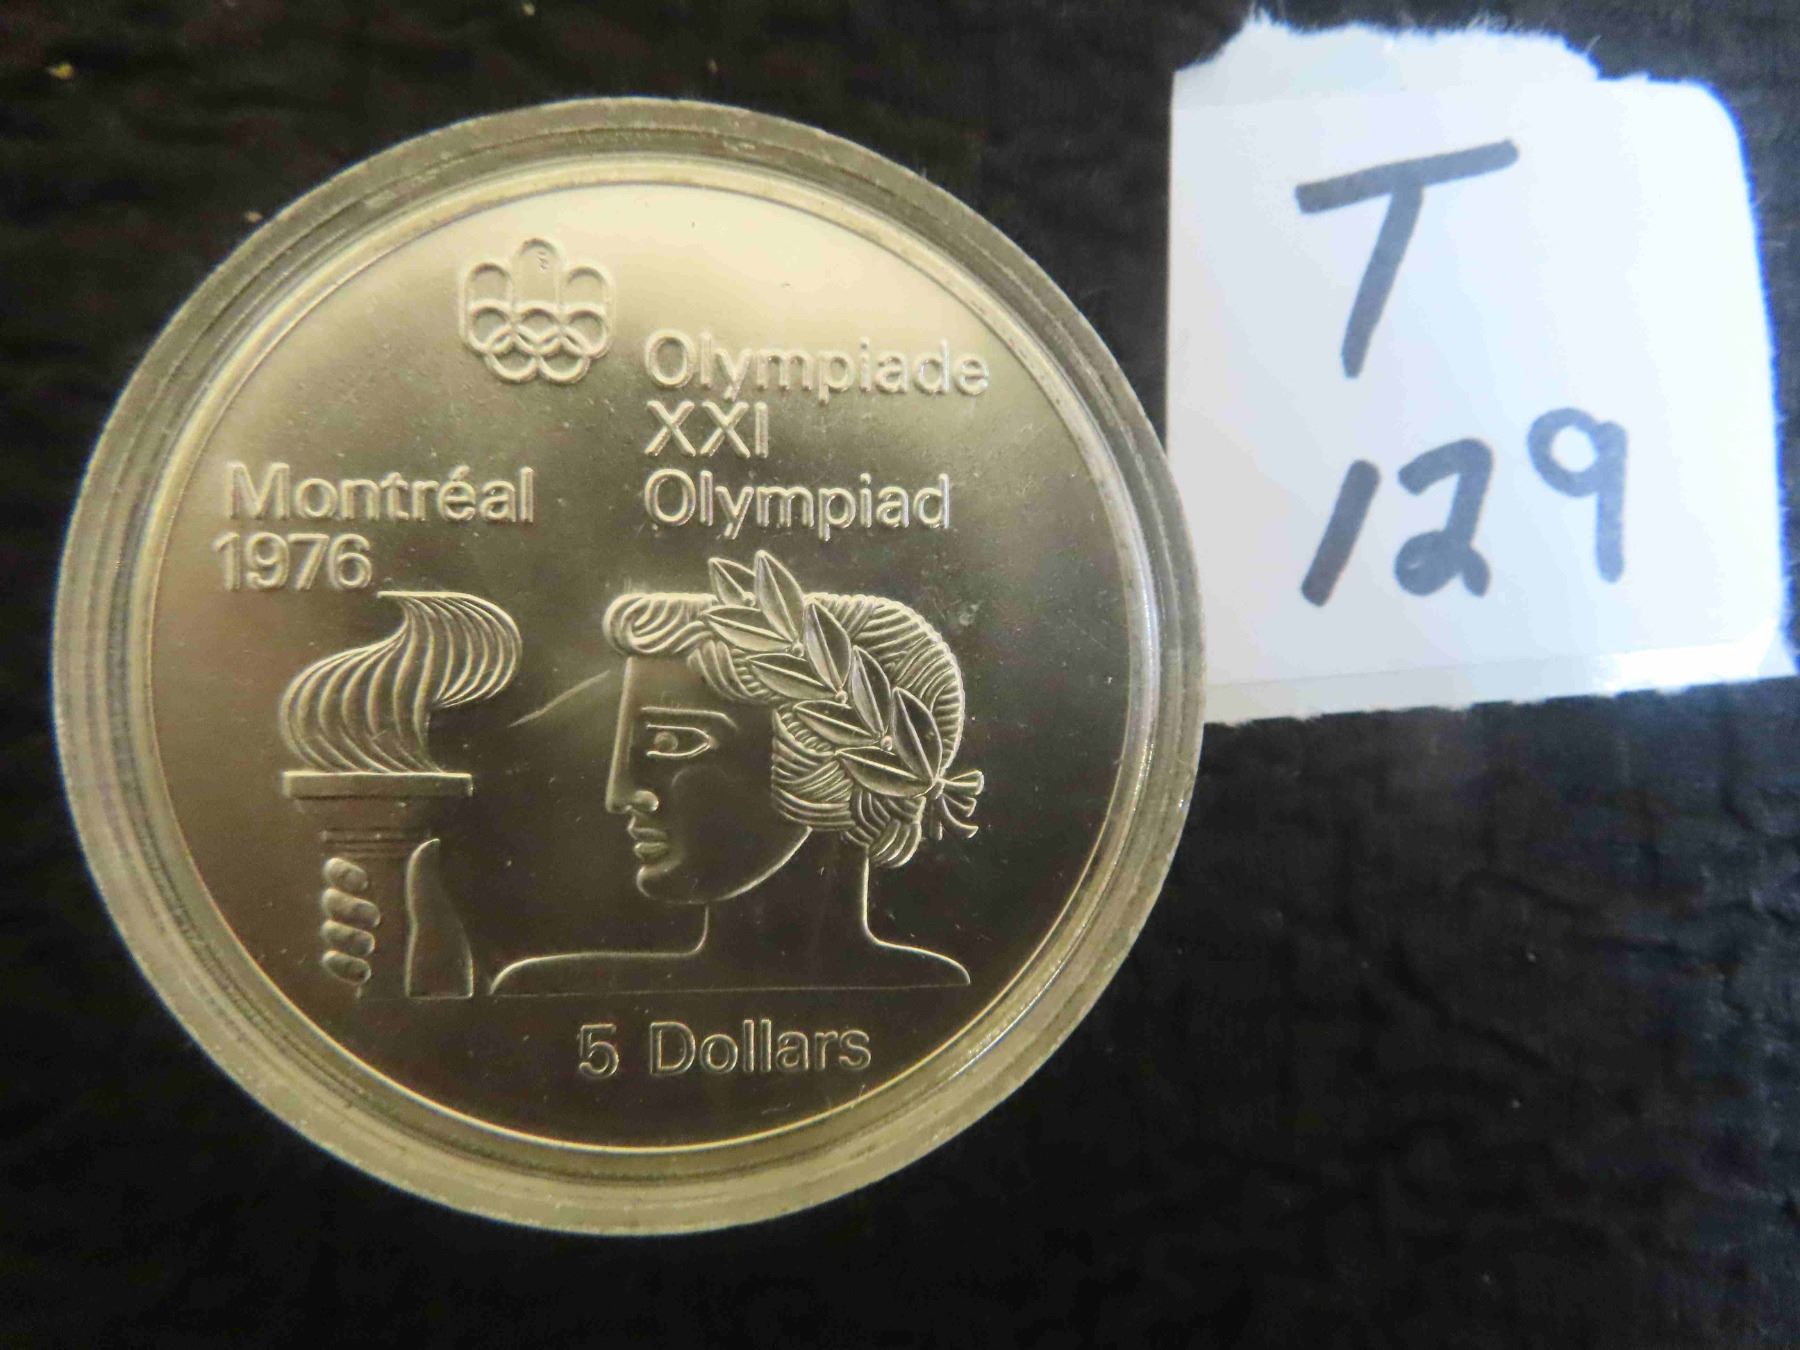 Olympiade
XXI
Olympiad
Montréal
1976
5 Dollars
T
129